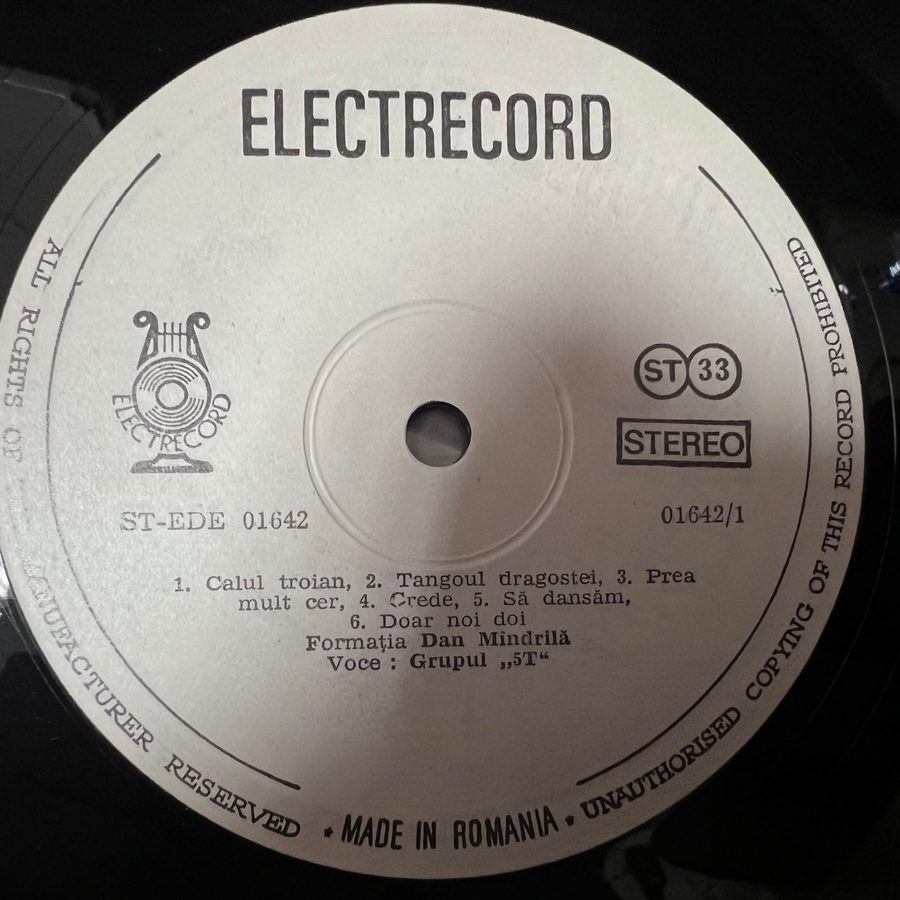 ELECTRECORD
ELECTRECORD
ST 33
STEREO
ST-EDE 01642
01642/1
1. Calul troian, 2. Tangoul dragostei, 3. Prea
mult cer, 4. Crede, 5. Să dansăm,
6. Doar noi doi
Formația Dan Mîndrilă
Voce : Grupul „5T“
ALL RIGHTS OF MANUFACTURER RESERVED * MADE IN ROMANIA * UNAUTHORISED COPYING OF THIS RECORD PROHIBITED